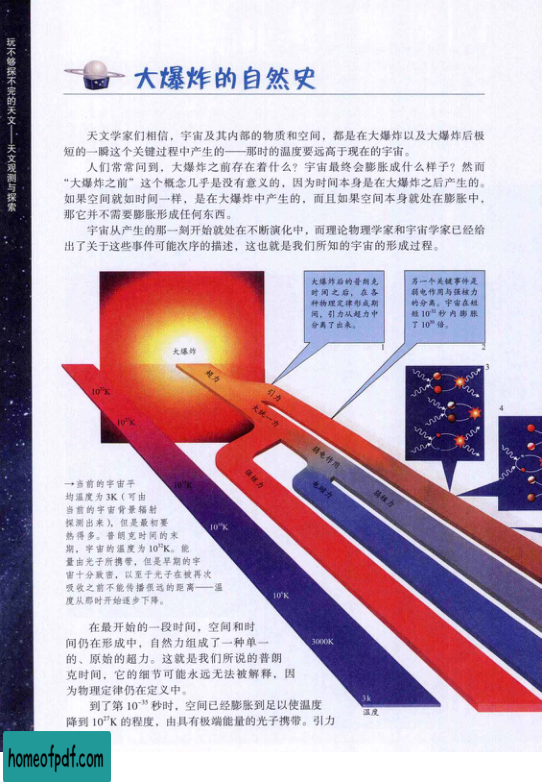 玩不够探不完的天文——天文观测与探索
大爆炸的自然史
天文学家们相信，宇宙及其内部的物质和空间，都是在大爆炸以及大爆炸后极
短的一瞬这个关键过程中产生的——那时的温度要远高于现在的宇宙。
人们常常问到，大爆炸之前存在着什么？宇宙最终会膨胀成什么样子？然而
“大爆炸之前”这个概念几乎是没有意义的，因为时间本身是在大爆炸之后产生的。
如果空间就如时间一样，是在大爆炸中产生的，而且如果空间本身就处在膨胀中，
那它并不需要膨胀形成任何东西。
宇宙从产生的那一刻开始就处在不断演化中，而理论物理学家和宇宙学家已经给
出了关于这些事件可能次序的描述，这也就是我们所知的宇宙的形成过程。
大爆炸后的普朗克
时间之后，在各
种物理定律形成期
间，引力从超力中
分离了出来。
1
另一个关键事件是
弱电作用与强核力
的分离。宇宙在短
短 10⁻³² 秒内膨胀
了 10⁵⁰ 倍。
2
3
4
大爆炸
超力
引力
大统一力
弱电作用
强核力
电磁力
弱核力
10¹⁵K
3000K
3k
温度
→当前的宇宙平
均温度为 3K（可由
当前的宇宙背景辐射
探测出来），但是最初要
热得多。普朗克时间的末
期，宇宙的温度为 10³²K。能
量由光子所携带，但是早期的宇
宙十分致密，以至于光子在被再次
吸收之前不能传播很远的距离——温
度从那时开始逐步下降。
在最开始的一段时间，空间和时
间仍在形成中，自然力组成了一种单一
的、原始的超力。这就是我们所说的普朗
克时间，它的细节可能永远无法被解释，因
为物理定律仍在定义中。
到了第 10⁻³⁵ 秒时，空间已经膨胀到足以使温度
降到 10²⁷K 的程度，由具有极端能量的光子携带。引力
homeofpdf.com